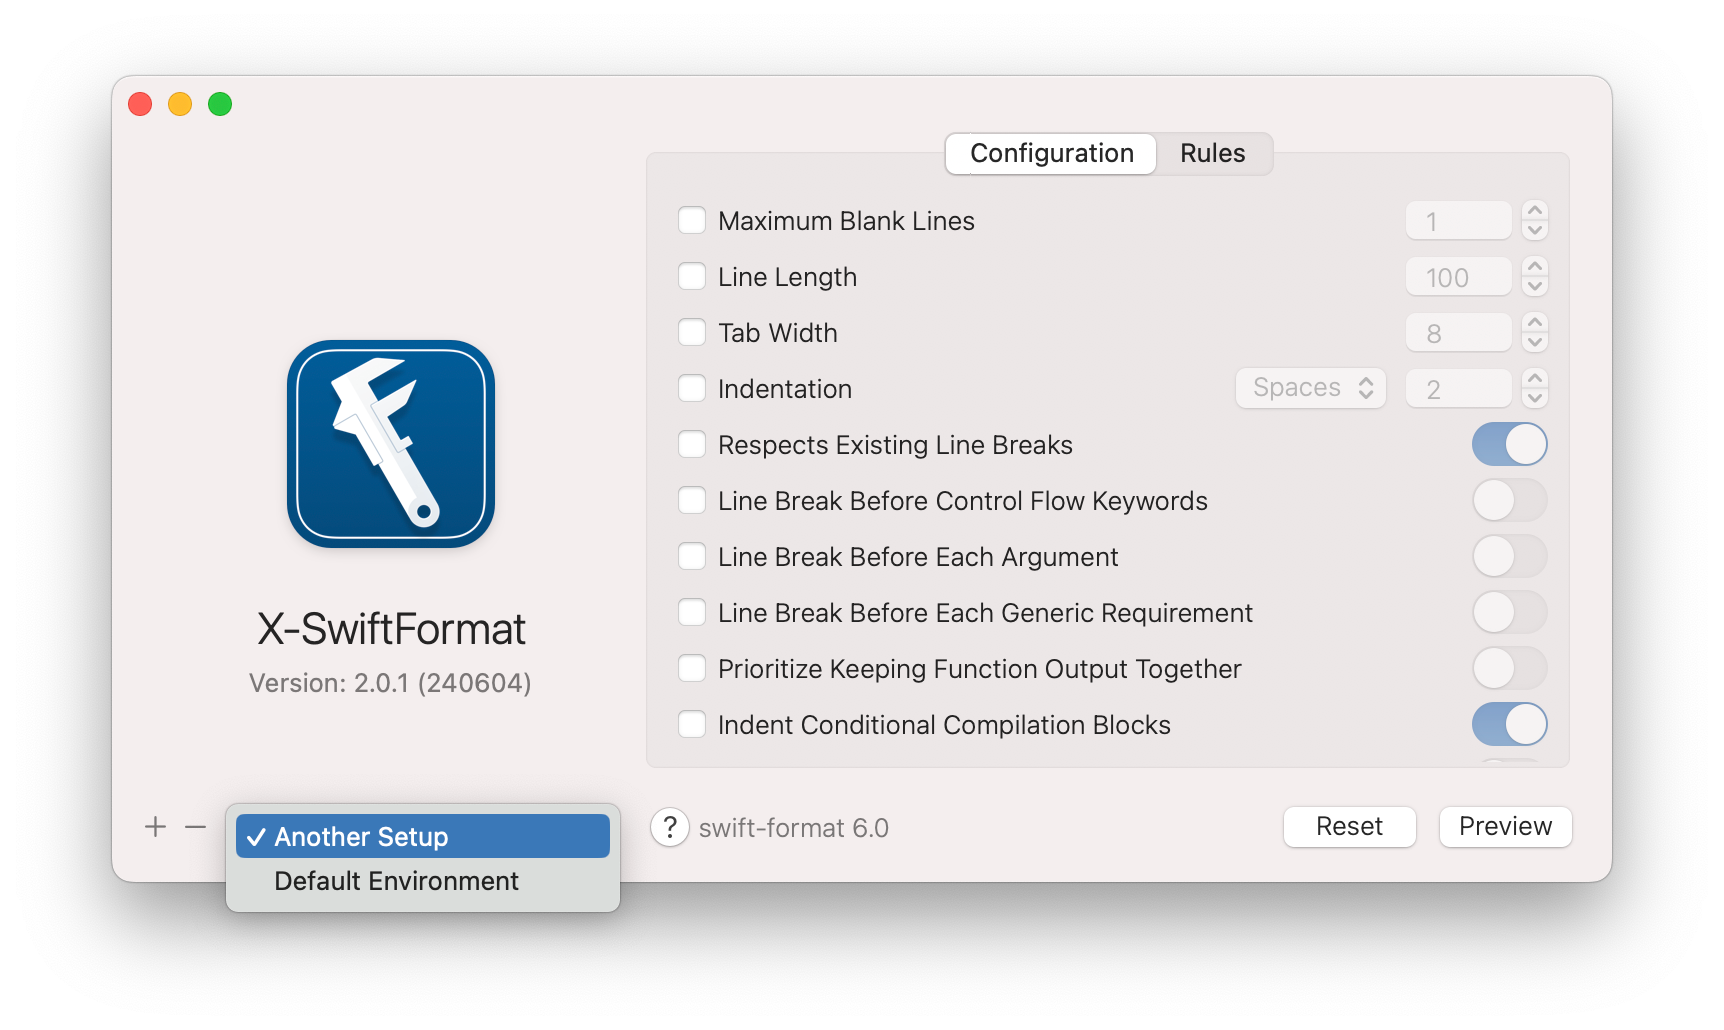 Configuration Rules
Maximum Blank Lines 1
Line Length 100
Tab Width 8
Indentation Spaces 2
Respects Existing Line Breaks
Line Break Before Control Flow Keywords
Line Break Before Each Argument
Line Break Before Each Generic Requirement
Prioritize Keeping Function Output Together
Indent Conditional Compilation Blocks
X-SwiftFormat
Version: 2.0.1 (240604)
+ −
✓ Another Setup
Default Environment
? swift-format 6.0
Reset Preview